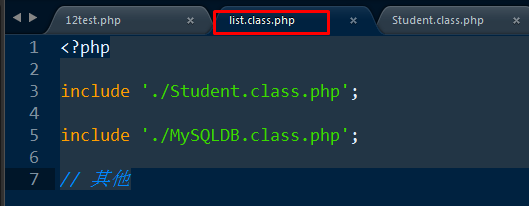 12test.php list.class.php Student.class.php
1 <?php
2
3 include './Student.class.php';
4
5 include './MySQLDB.class.php';
6
7 // 其他